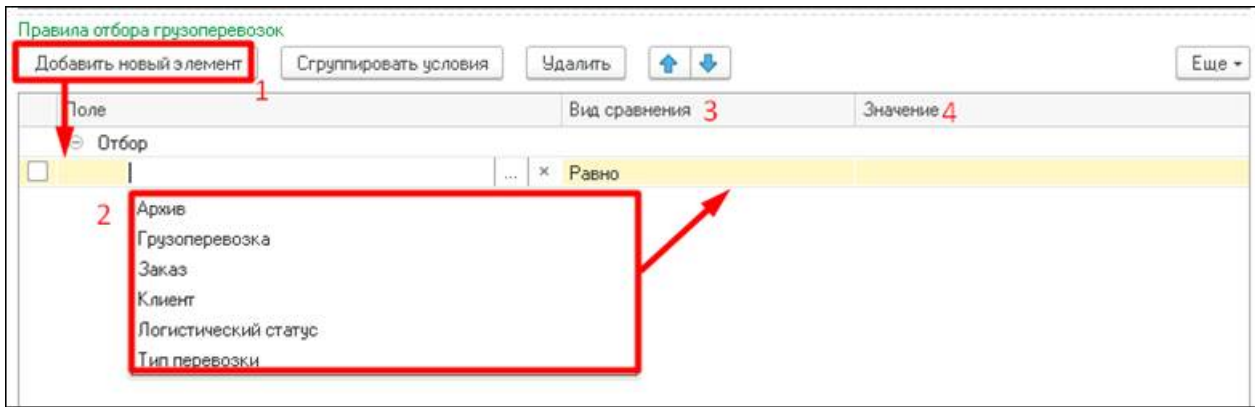 Правила отбора грузоперевозок
Добавить новый элемент Сгруппировать условия Удалить Еще
1
Поле Вид сравнения 3 Значение 4
Отбор
... × Равно
2
Архив
Грузоперевозка
Заказ
Клиент
Логистический статус
Тип перевозки